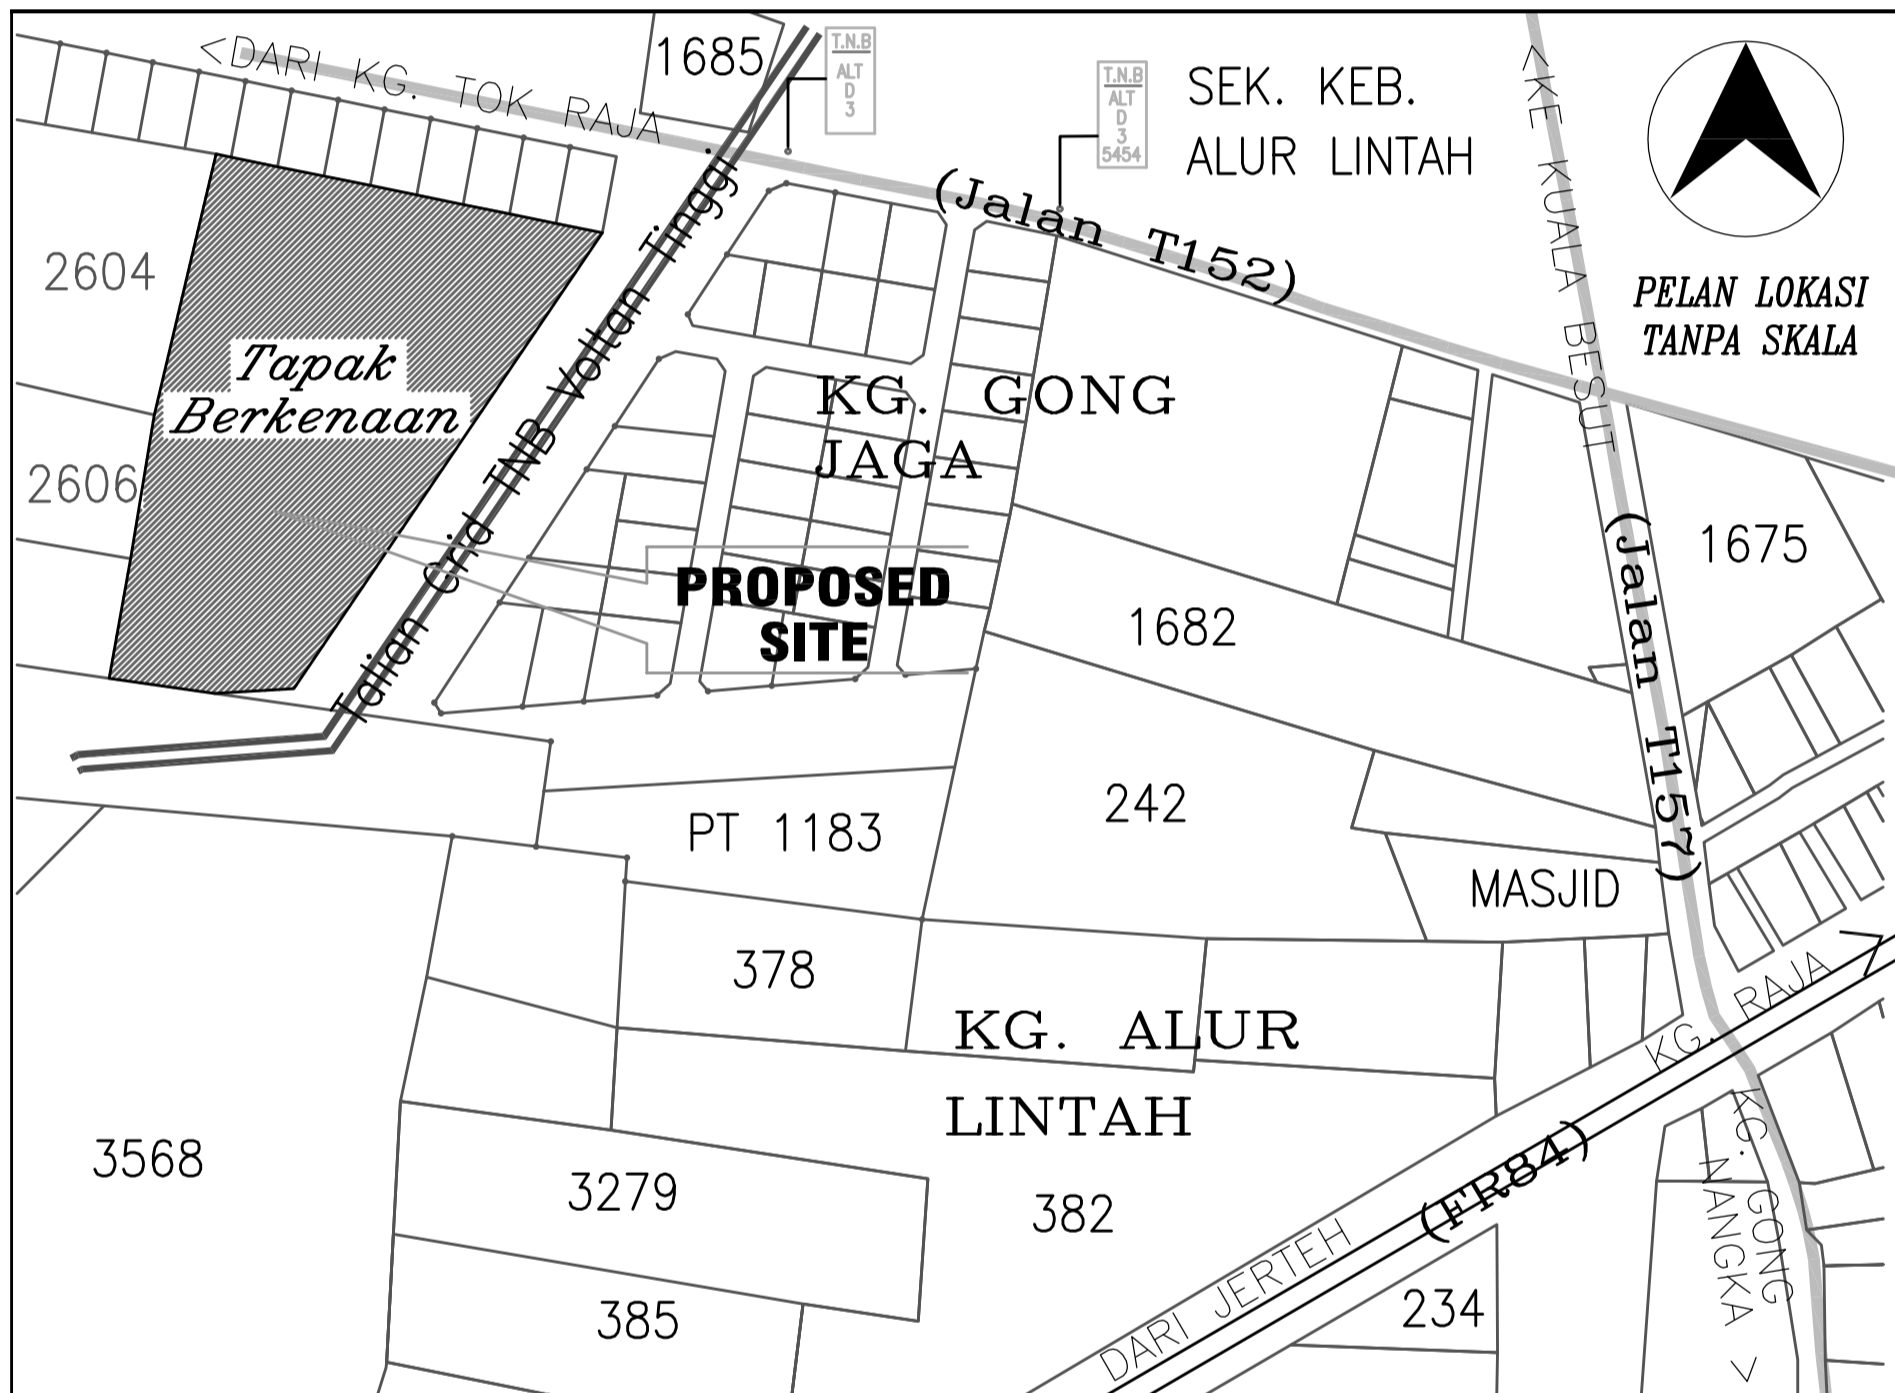 1685
T.N.B
ALT
D
3
T.N.B
ALT
D
3
5454
SEK. KEB.
ALUR LINTAH
<DARI KG. TOK RAJA
<KE KUALA BESUT
(Jalan T152)
PELAN LOKASI
TANPA SKALA
2604
Tapak
Berkenaan
Talian Grid TNB Voltan Tinggi
KG. GONG
JAGA
2606
PROPOSED
SITE
1675
(Jalan T157)
1682
242
PT 1183
MASJID
378
KG. ALUR
LINTAH
KG. RAJA >
3568
3279
382
(FR84)
DARI JERTEH
KG. GONG
NANGKA >
385
234